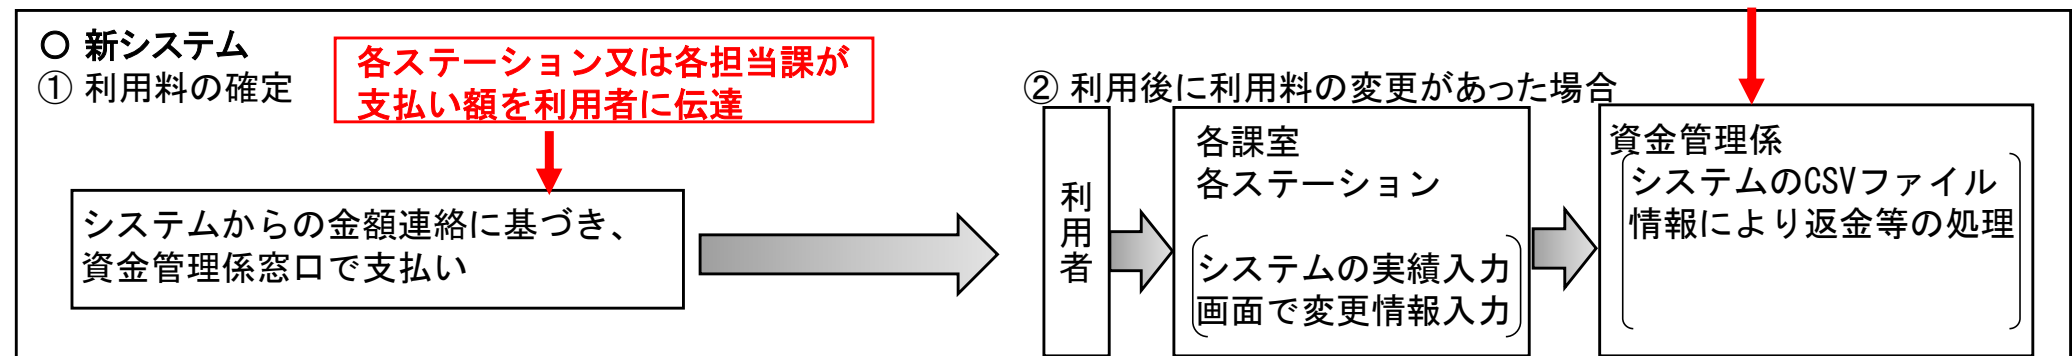 〇 新システム
① 利用料の確定
各ステーション又は各担当課が
支払い額を利用者に伝達
システムからの金額連絡に基づき、
資金管理係窓口で支払い
② 利用後に利用料の変更があった場合
利用者
各課室
各ステーション
システムの実績入力
画面で変更情報入力
資金管理係
システムのCSVファイル
情報により返金等の処理